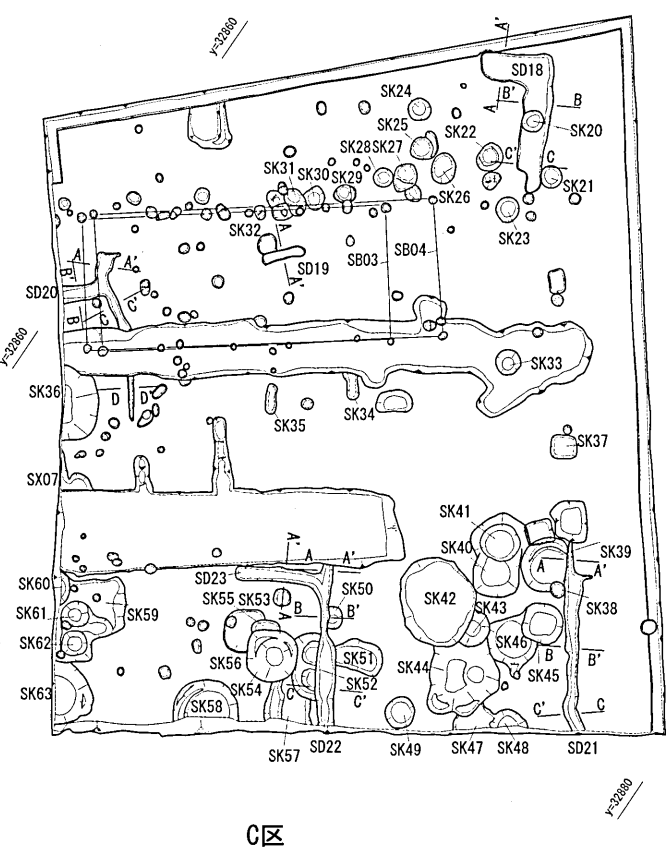 y=32860
A'
SD18
SK24
A
B'
B
SK20
SK25
SK22
SK28
SK27
C'
C
SK31
SK30
SK29
SK26
SK21
SK32
A
SK23
SB04
SB03
SD19
A
A'
A'
B'
SD20
C'
B
C
y=32860
SK33
SK36
D
D'
SK35
SK34
SK37
SX07
SK41
A'
SK40
SK39
A
A'
A
A'
SK60
SD23
SK50
SK38
SK61
SK59
SK55
SK53
B
B'
SK42
SK43
A
SK62
SK46
SK56
SK51
SK44
B
B'
SK45
SK54
SK52
SK63
C
C'
SK58
C'
C
SK57
SD22
SK49
SK47
SK48
SD21
y=32880
C区